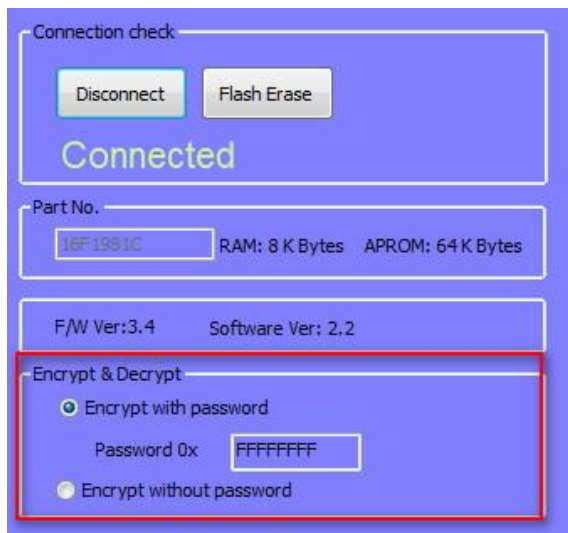 Connection check
Disconnect Flash Erase
Connected
Part No.
16F1981C RAM: 8 K Bytes APROM: 64 K Bytes
F/W Ver:3.4 Software Ver: 2.2
Encrypt & Decrypt
Encrypt with password
Password 0x FFFFFFFF
Encrypt without password